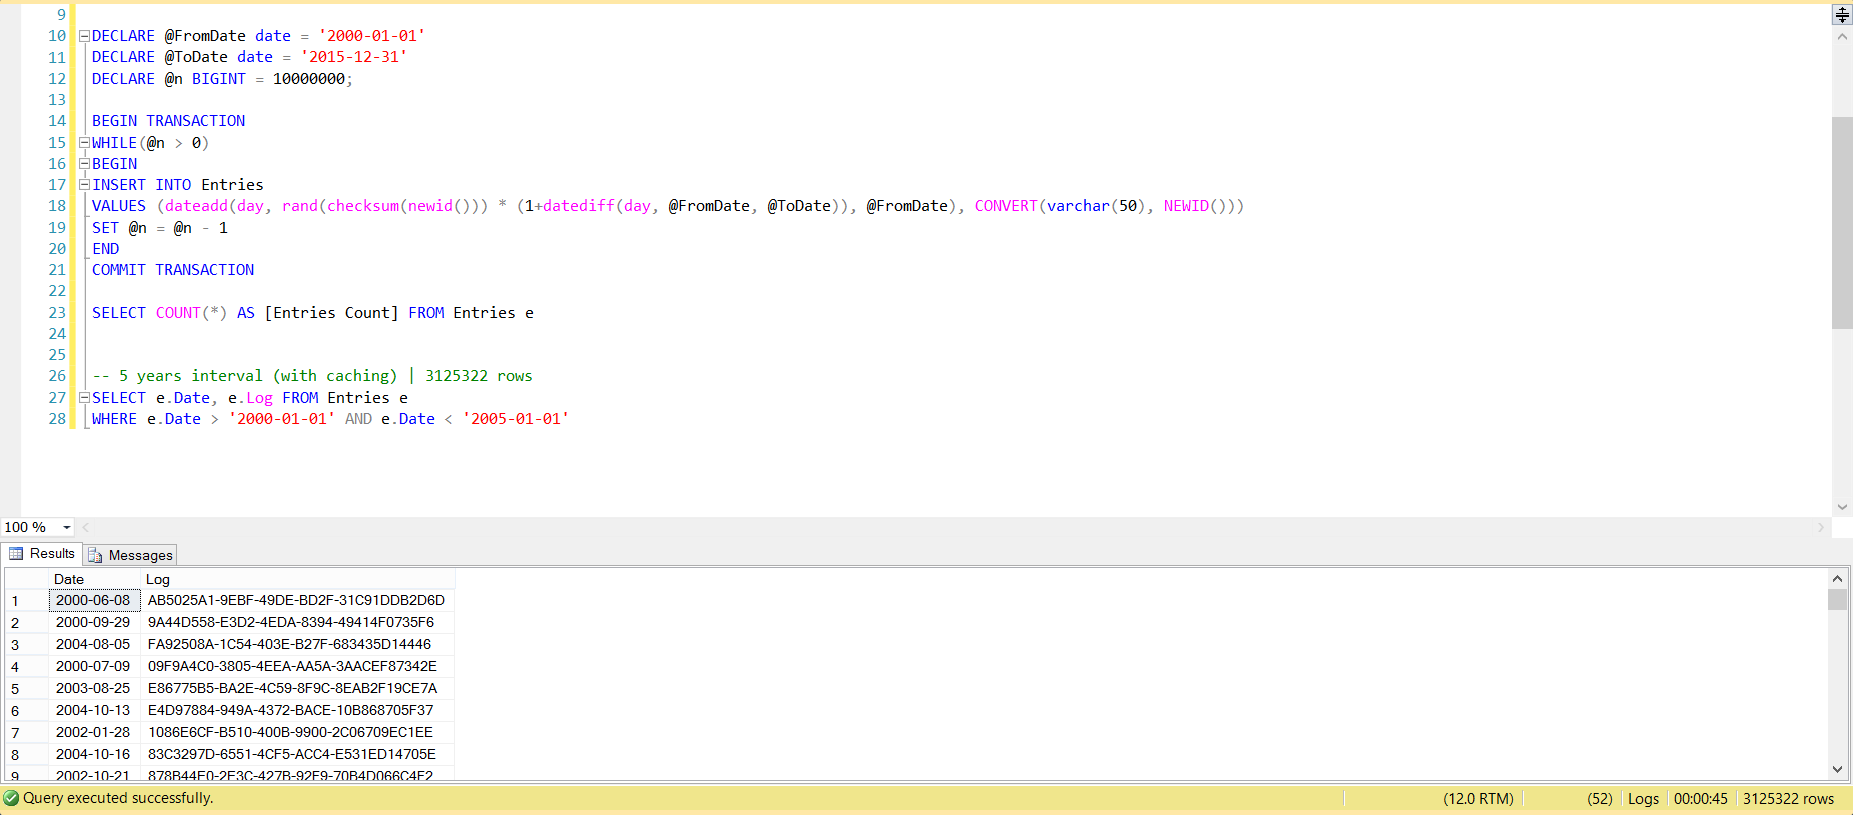 9
10 DECLARE @FromDate date = '2000-01-01'
11 DECLARE @ToDate date = '2015-12-31'
12 DECLARE @n BIGINT = 10000000;
13
14 BEGIN TRANSACTION
15 WHILE(@n > 0)
16 BEGIN
17 INSERT INTO Entries
18 VALUES (dateadd(day, rand(checksum(newid())) * (1+datediff(day, @FromDate, @ToDate)), @FromDate), CONVERT(varchar(50), NEWID()))
19 SET @n = @n - 1
20 END
21 COMMIT TRANSACTION
22
23 SELECT COUNT(*) AS [Entries Count] FROM Entries e
24
25
26 -- 5 years interval (with caching) | 3125322 rows
27 SELECT e.Date, e.Log FROM Entries e
28 WHERE e.Date > '2000-01-01' AND e.Date < '2005-01-01'
100 %
Results Messages
Date Log
1 2000-06-08 AB5025A1-9EBF-49DE-BD2F-31C91DDB2D6D
2 2000-09-29 9A44D558-E3D2-4EDA-8394-49414F0735F6
3 2004-08-05 FA92508A-1C54-403E-B27F-683435D14446
4 2000-07-09 09F9A4C0-3805-4EEA-AA5A-3AACEF87342E
5 2003-08-25 E86775B5-BA2E-4C59-8F9C-8EAB2F19CE7A
6 2004-10-13 E4D97884-949A-4372-BACE-10B868705F37
7 2002-01-28 1086E6CF-B510-400B-9900-2C06709EC1EE
8 2004-10-16 83C3297D-6551-4CF5-ACC4-E531ED14705E
9 2002-10-21
Query executed successfully. (12.0 RTM) (52) Logs 00:00:45 3125322 rows